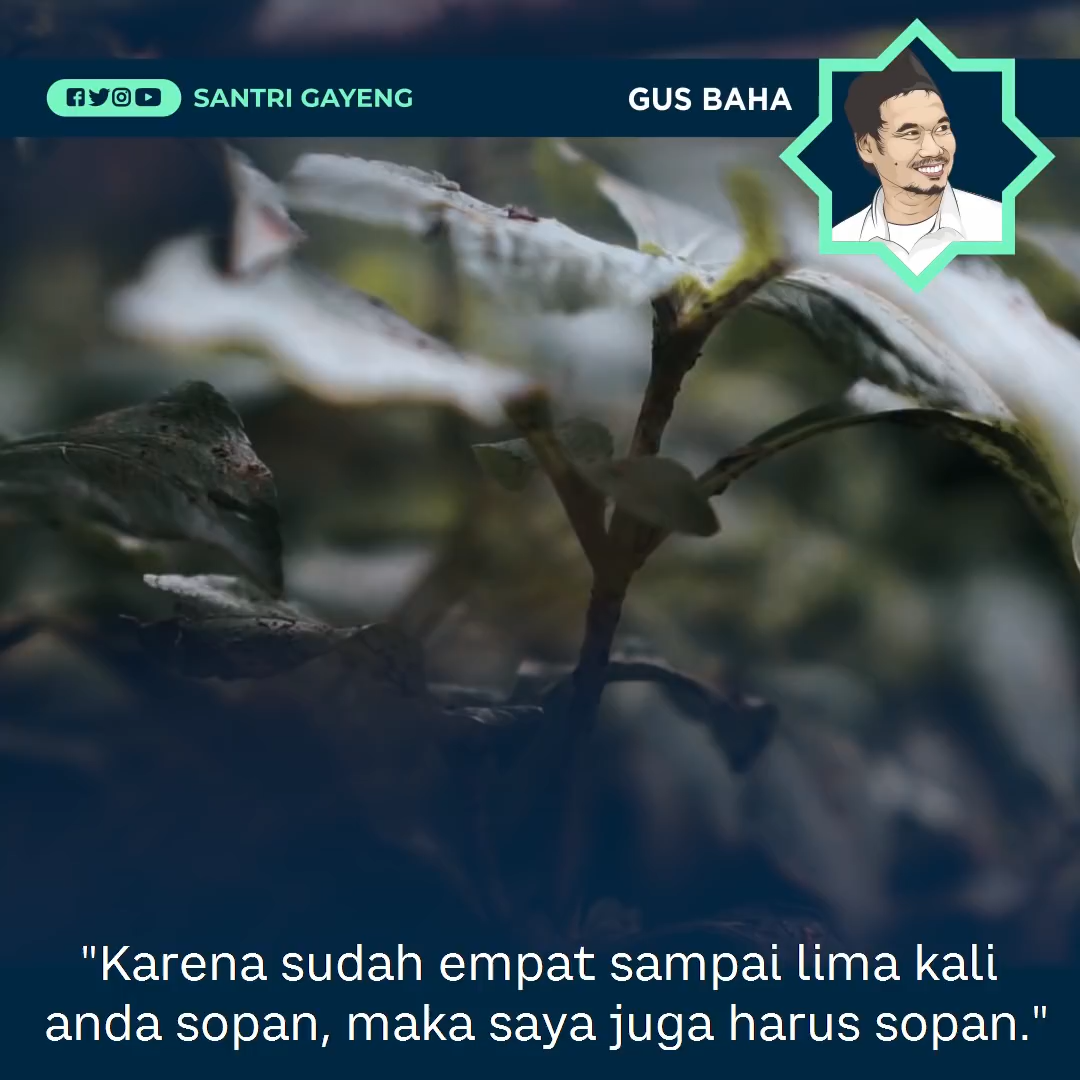 SANTRI GAYENG
GUS BAHA
"Karena sudah empat sampai lima kali
anda sopan, maka saya juga harus sopan."